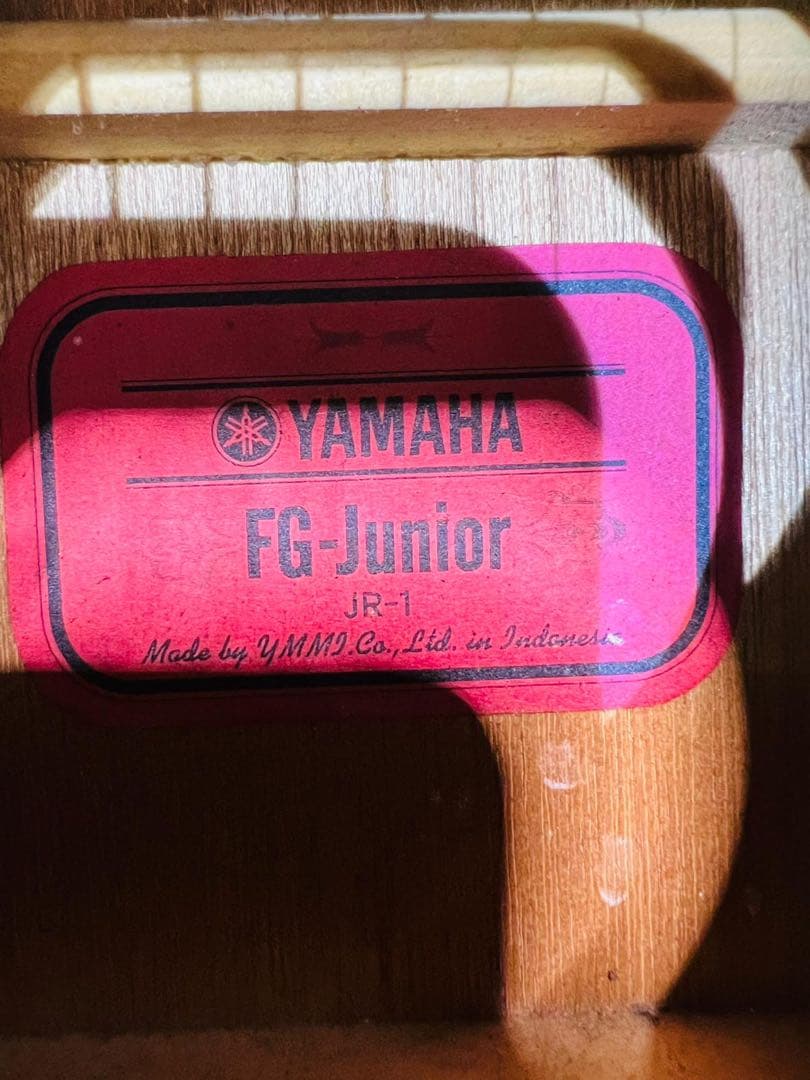 YAMAHA
FG-Junior
JR-1
Made by YMMI.Co.,Ltd. in Indonesia